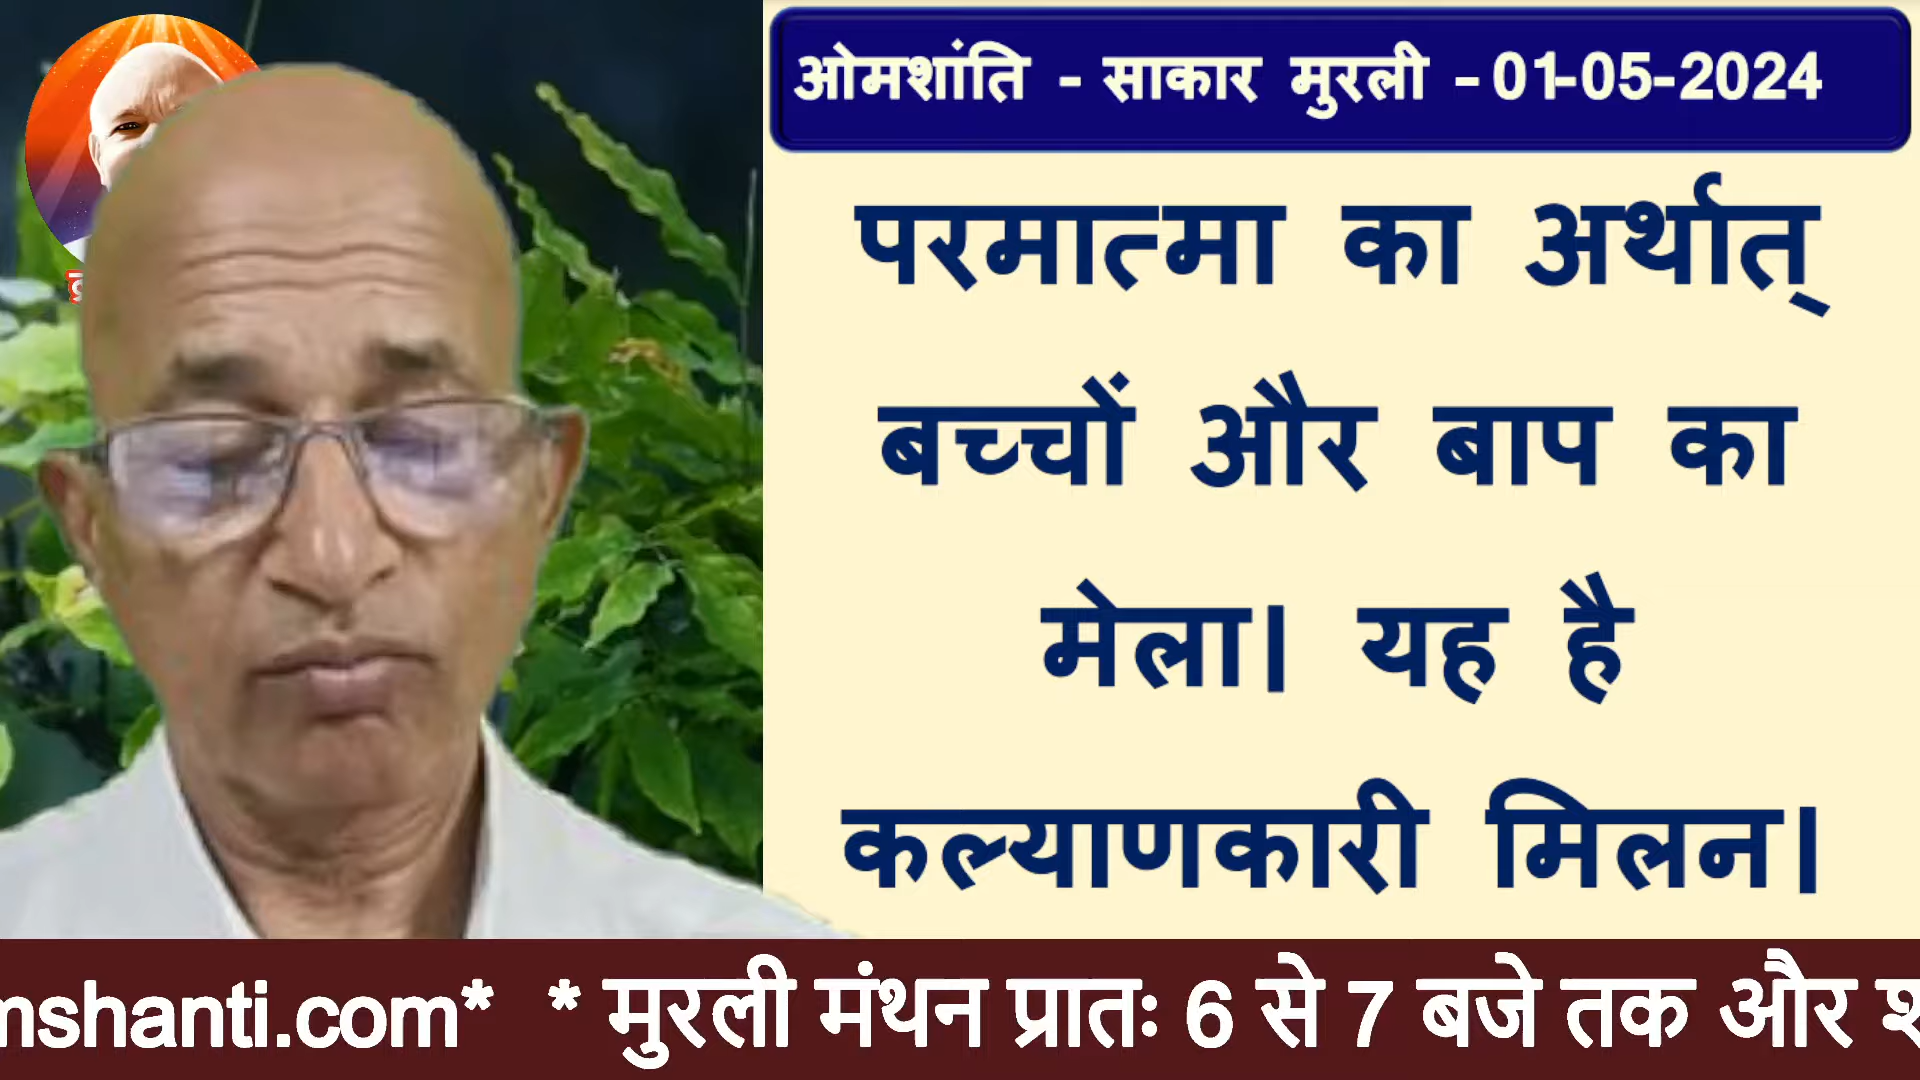 ओमशांति - साकार मुरली - 01-05-2024
परमात्मा का अर्थात्
बच्चों और बाप का
मेला। यह है
कल्याणकारी मिलन।
mshanti.com* * मुरली मंथन प्रातः 6 से 7 बजे तक और